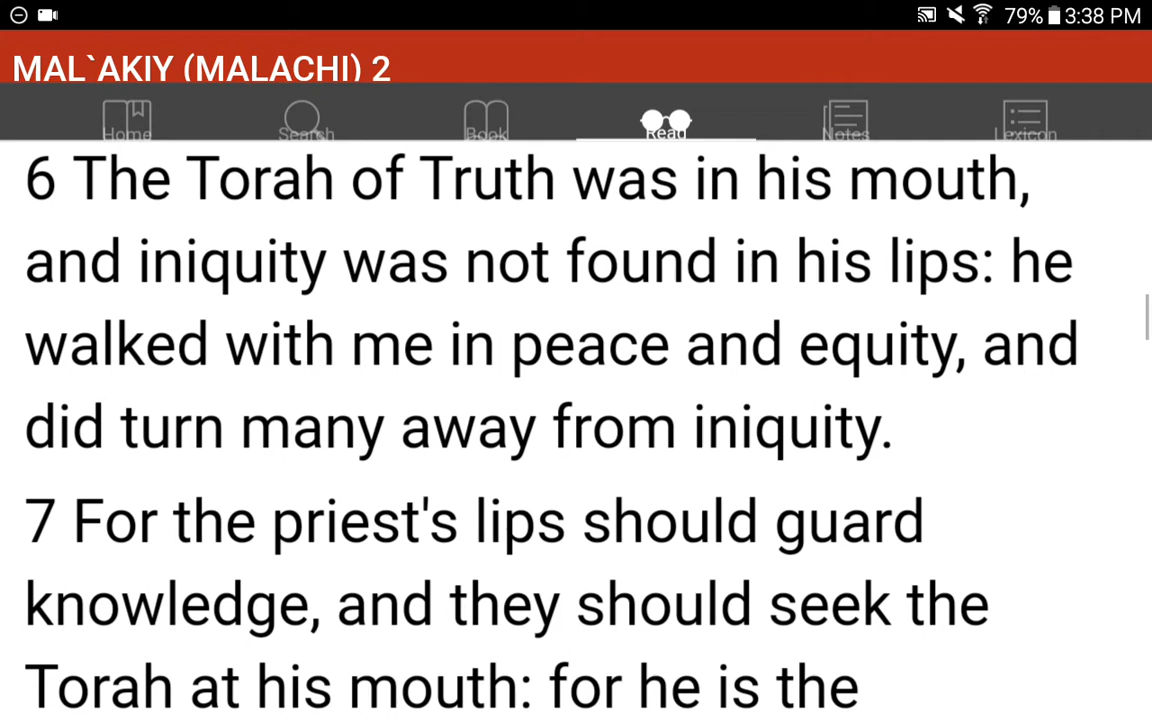 79% 3:38 PM
MAL`AKIY (MALACHI) 2
Home Search Book Read Notes Lexicon
6 The Torah of Truth was in his mouth,
and iniquity was not found in his lips: he
walked with me in peace and equity, and
did turn many away from iniquity.
7 For the priest's lips should guard
knowledge, and they should seek the
Torah at his mouth: for he is the